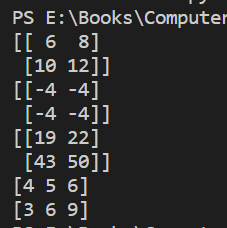 PS E:\Books\Computer
[[ 6  8]
 [10 12]]
[[-4 -4]
 [-4 -4]]
[[19 22]
 [43 50]]
[4 5 6]
[3 6 9]